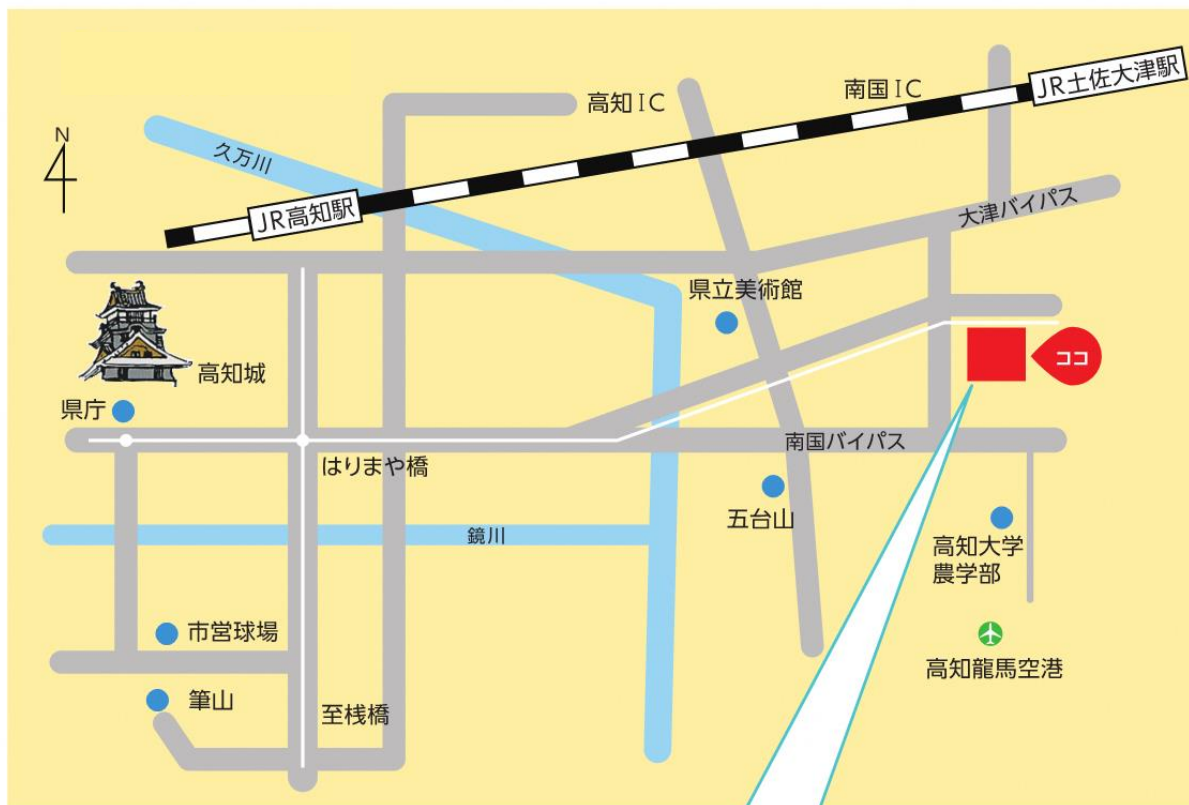 JR土佐大津駅
南国IC
高知IC
N
久万川
JR高知駅
大津バイパス
県立美術館
ココ
高知城
県庁
南国バイパス
はりまや橋
五台山
鏡川
高知大学
農学部
市営球場
高知龍馬空港
筆山
至桟橋